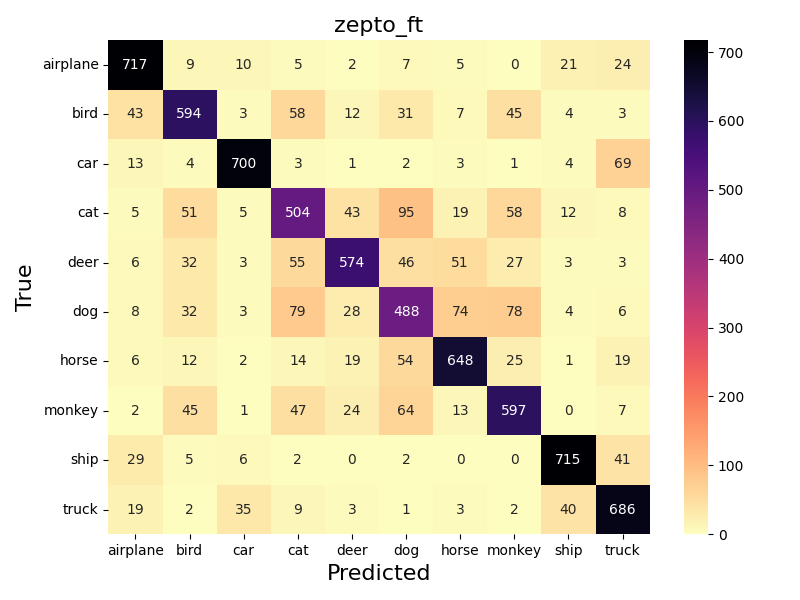 zepto_ft
airplane 717 9 10 5 2 7 5 0 21 24
bird 43 594 3 58 12 31 7 45 4 3
car 13 4 700 3 1 2 3 1 4 69
cat 5 51 5 504 43 95 19 58 12 8
deer 6 32 3 55 574 46 51 27 3 3
dog 8 32 3 79 28 488 74 78 4 6
horse 6 12 2 14 19 54 648 25 1 19
monkey 2 45 1 47 24 64 13 597 0 7
ship 29 5 6 2 0 2 0 0 715 41
truck 19 2 35 9 3 1 3 2 40 686
airplane bird car cat deer dog horse monkey ship truck
Predicted
True
700
600
500
400
300
200
100
0